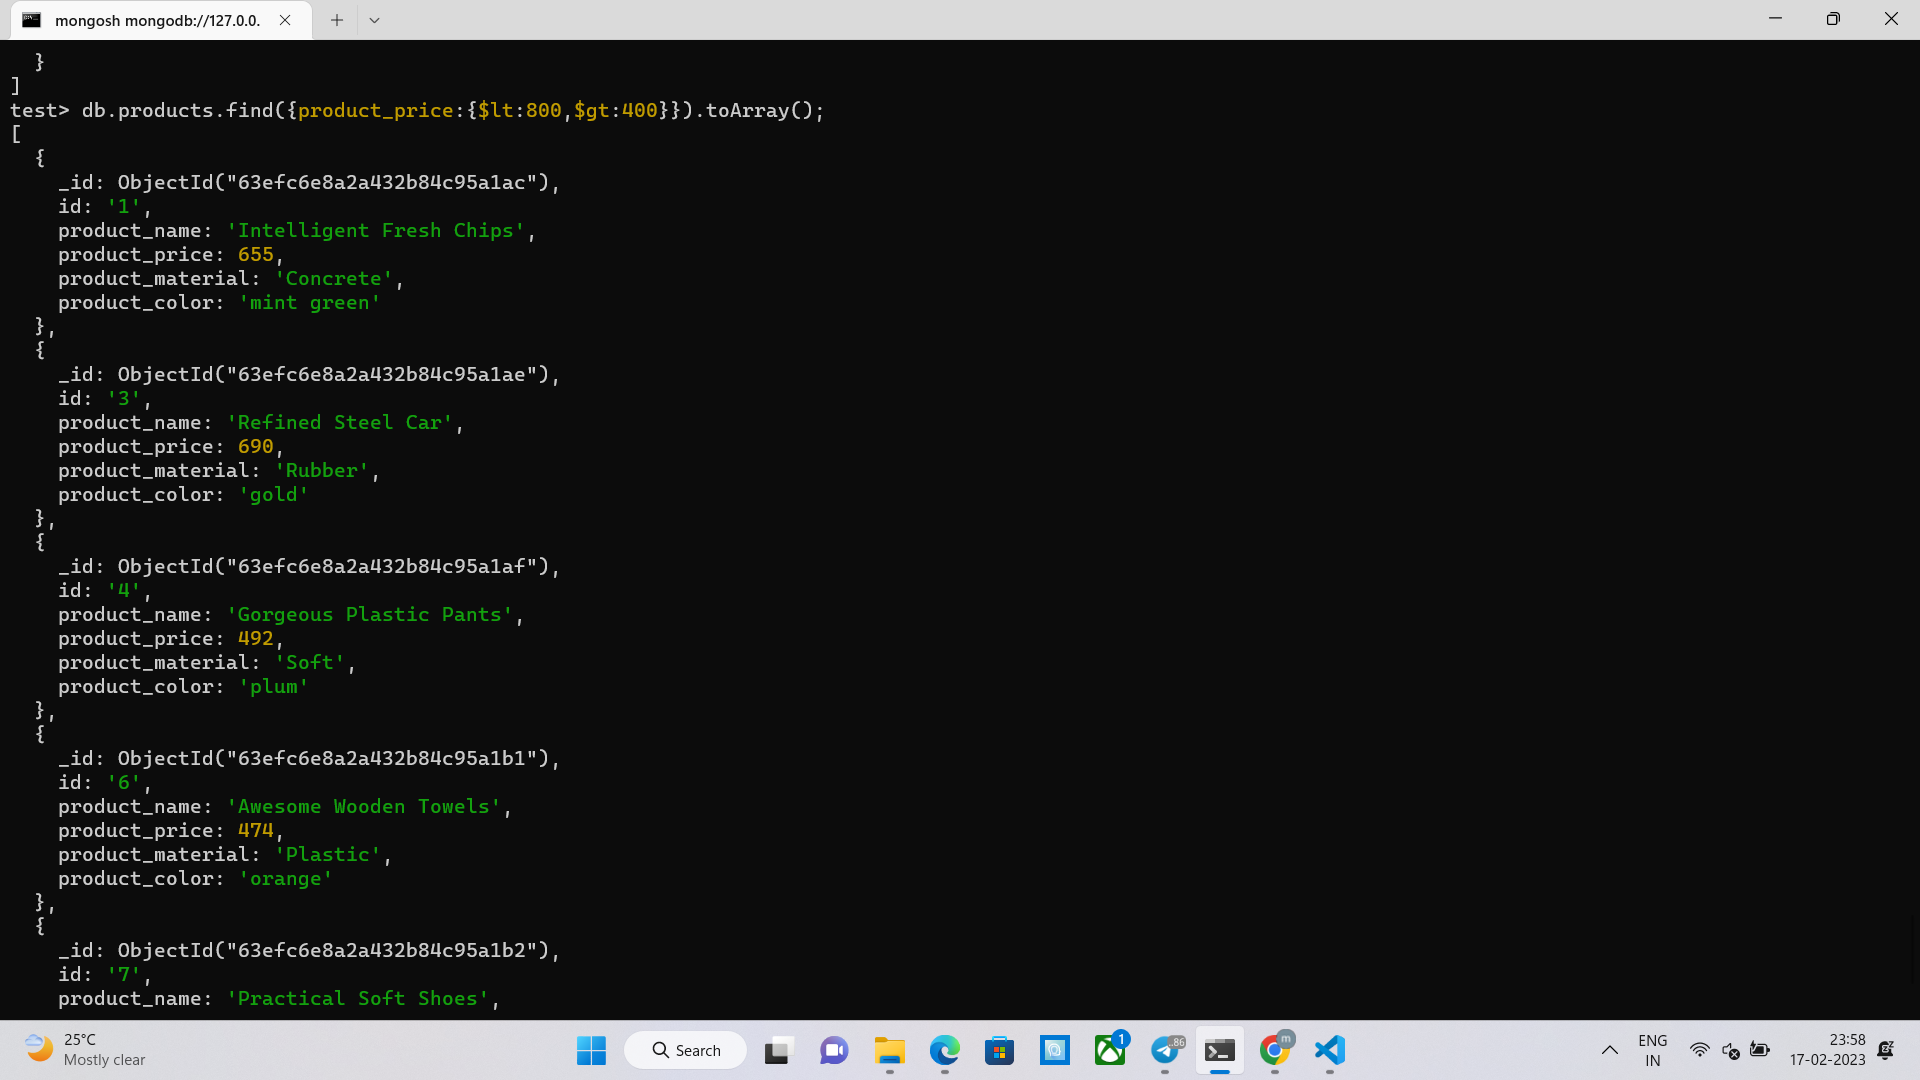 mongosh mongodb://127.0.0.
  }
]
test> db.products.find({product_price:{$lt:800,$gt:400}}).toArray();
[
  {
    _id: ObjectId("63efc6e8a2a432b84c95a1ac"),
    id: '1',
    product_name: 'Intelligent Fresh Chips',
    product_price: 655,
    product_material: 'Concrete',
    product_color: 'mint green'
  },
  {
    _id: ObjectId("63efc6e8a2a432b84c95a1ae"),
    id: '3',
    product_name: 'Refined Steel Car',
    product_price: 690,
    product_material: 'Rubber',
    product_color: 'gold'
  },
  {
    _id: ObjectId("63efc6e8a2a432b84c95a1af"),
    id: '4',
    product_name: 'Gorgeous Plastic Pants',
    product_price: 492,
    product_material: 'Soft',
    product_color: 'plum'
  },
  {
    _id: ObjectId("63efc6e8a2a432b84c95a1b1"),
    id: '6',
    product_name: 'Awesome Wooden Towels',
    product_price: 474,
    product_material: 'Plastic',
    product_color: 'orange'
  },
  {
    _id: ObjectId("63efc6e8a2a432b84c95a1b2"),
    id: '7',
    product_name: 'Practical Soft Shoes',
25°C
Mostly clear
Search
1
..86
m
ENG
IN
23:58
17-02-2023